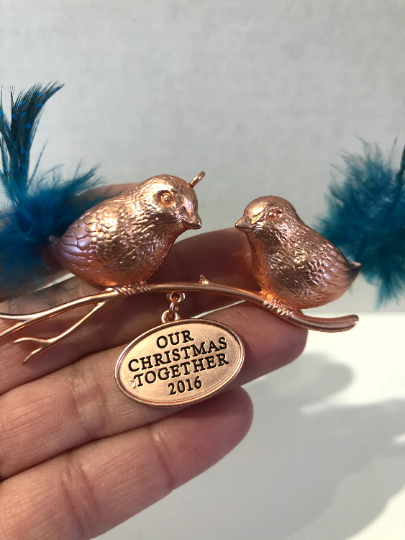 OUR
CHRISTMAS
TOGETHER
2016